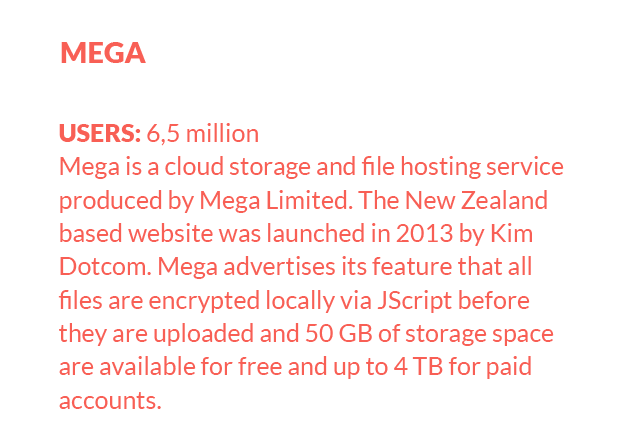 MEGA
USERS: 6,5 million
Mega is a cloud storage and file hosting service
produced by Mega Limited. The New Zealand
based website was launched in 2013 by Kim
Dotcom. Mega advertises its feature that all
files are encrypted locally via JScript before
they are uploaded and 50 GB of storage space
are available for free and up to 4 TB for paid
accounts.